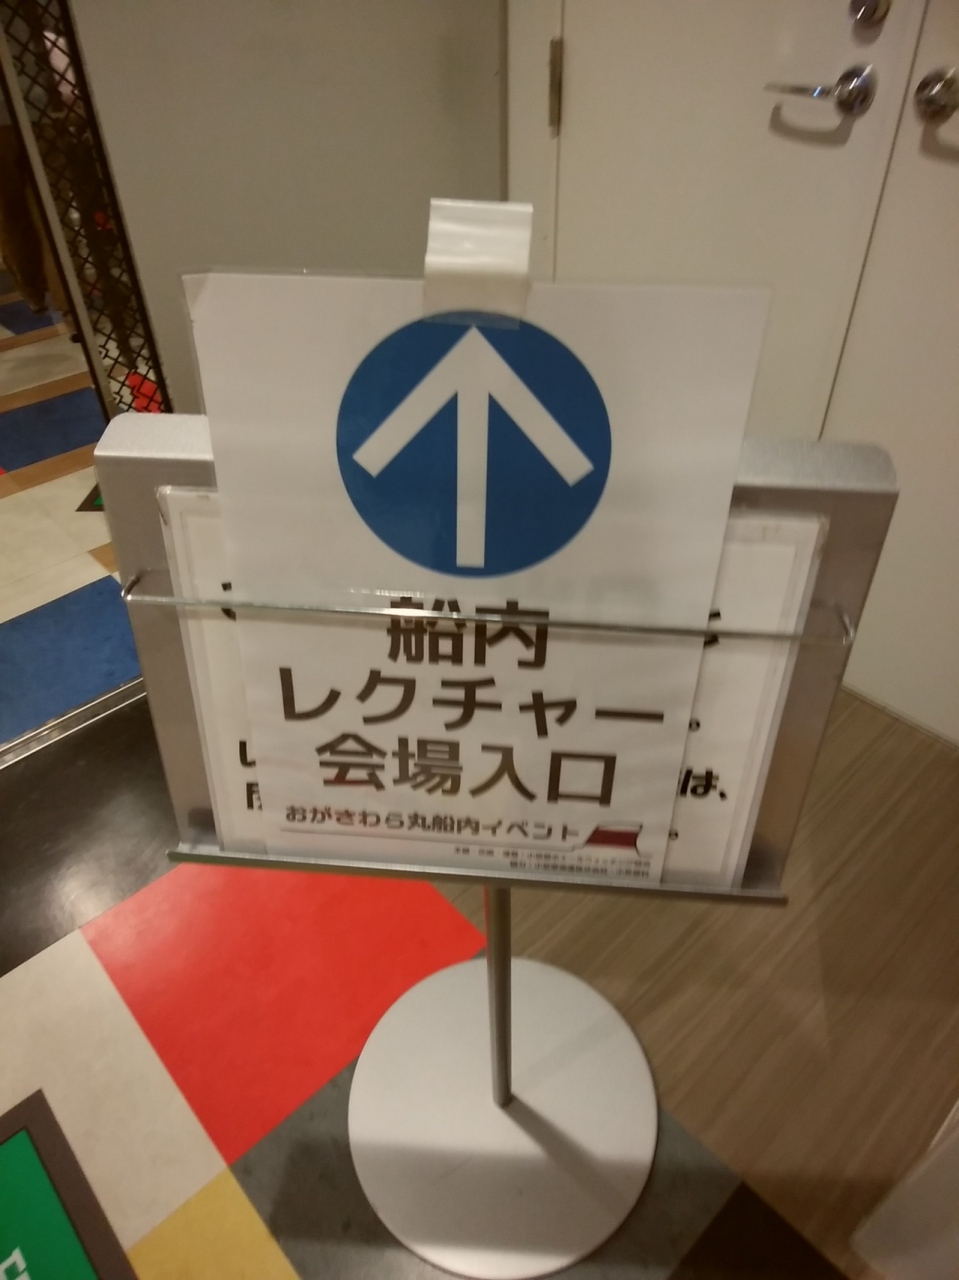 船内
レクチャー
会場入口
は、
おがさわら丸船内イベント